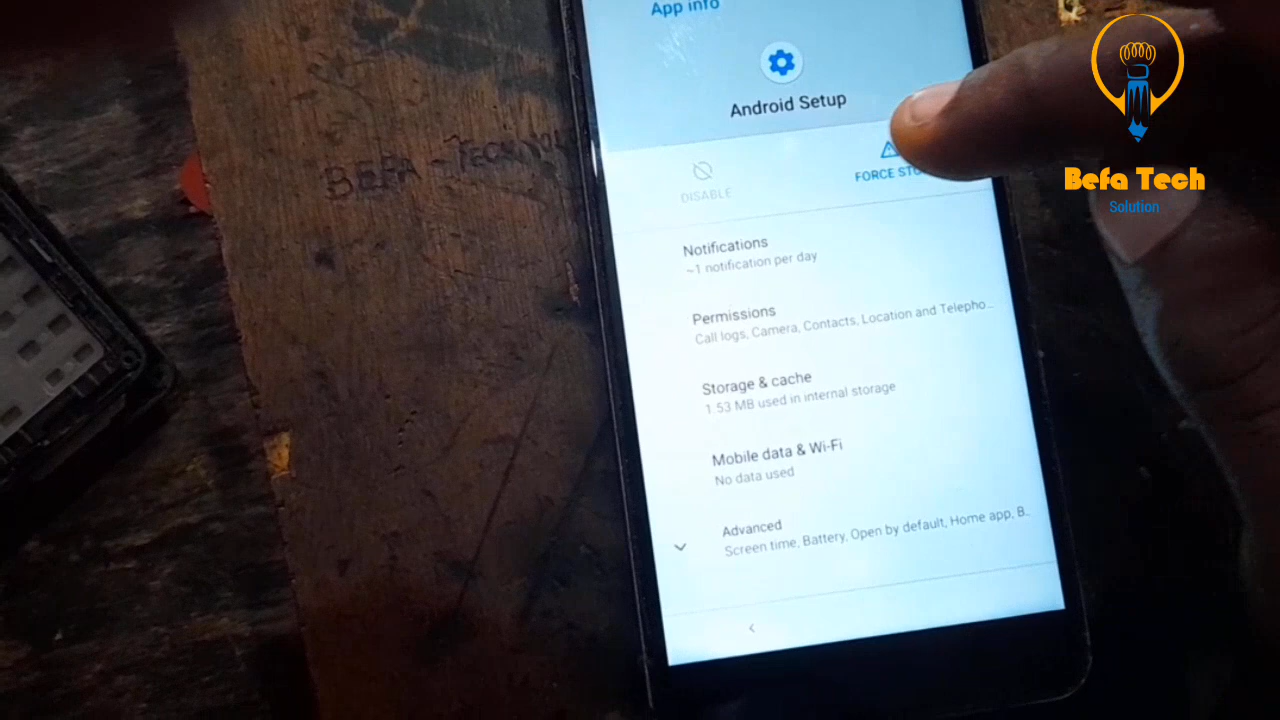 App info
Android Setup
DISABLE
FORCE STO
Notifications
~1 notification per day
Permissions
Call logs, Camera, Contacts, Location and Telepho...
Storage & cache
1.53 MB used in internal storage
Mobile data & Wi-Fi
No data used
Advanced
Screen time, Battery, Open by default, Home app, B..
BEFA - TECH
Befa Tech
Solution